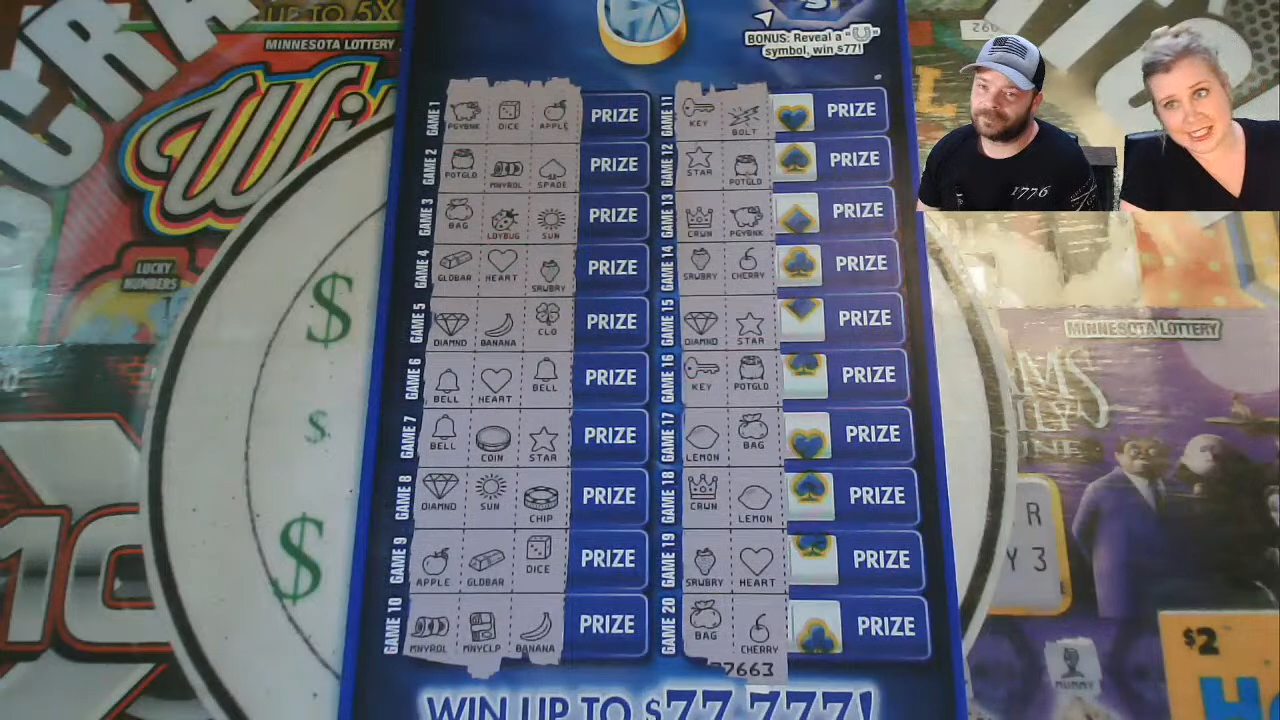 UP TO 5X
MINNESOTA LOTTERY
LUCKY
NUMBERS
$
$
$
10
BONUS: Reveal a " "
symbol, win $77!
GAME 1 PGYBNK DICE APPLE PRIZE
GAME 2 POTGLD MNYROL SPADE PRIZE
GAME 3 BAG LDYBUG SUN PRIZE
GAME 4 GLDBAR HEART SRWBRY PRIZE
GAME 5 DIAMND BANANA CLO PRIZE
GAME 6 BELL HEART BELL PRIZE
GAME 7 BELL COIN STAR PRIZE
GAME 8 DIAMND SUN CHIP PRIZE
GAME 9 APPLE GLDBAR DICE PRIZE
GAME 10 MNYROL MNYCLP BANANA PRIZE
GAME 11 KEY BOLT PRIZE
GAME 12 STAR POTGLD PRIZE
GAME 13 CRWN PGYBNK PRIZE
GAME 14 SRWBRY CHERRY PRIZE
GAME 15 DIAMND STAR PRIZE
GAME 16 KEY POTGLD PRIZE
GAME 17 LEMON BAG PRIZE
GAME 18 CRWN LEMON PRIZE
GAME 19 SRWBRY HEART PRIZE
GAME 20 BAG CHERRY PRIZE
7663
WIN UP TO $77,777!
1776
MINNESOTA LOTTERY
R
Y 3
MUMMY
$2